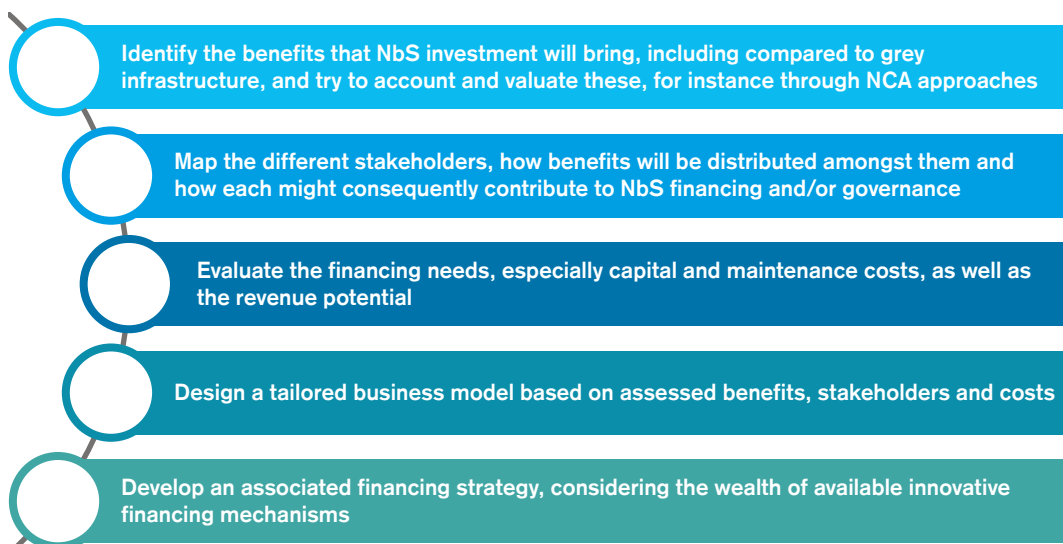 Identify the benefits that NbS investment will bring, including compared to grey
infrastructure, and try to account and valuate these, for instance through NCA approaches
Map the different stakeholders, how benefits will be distributed amongst them and
how each might consequently contribute to NbS financing and/or governance
Evaluate the financing needs, especially capital and maintenance costs, as well as
the revenue potential
Design a tailored business model based on assessed benefits, stakeholders and costs
Develop an associated financing strategy, considering the wealth of available innovative
financing mechanisms